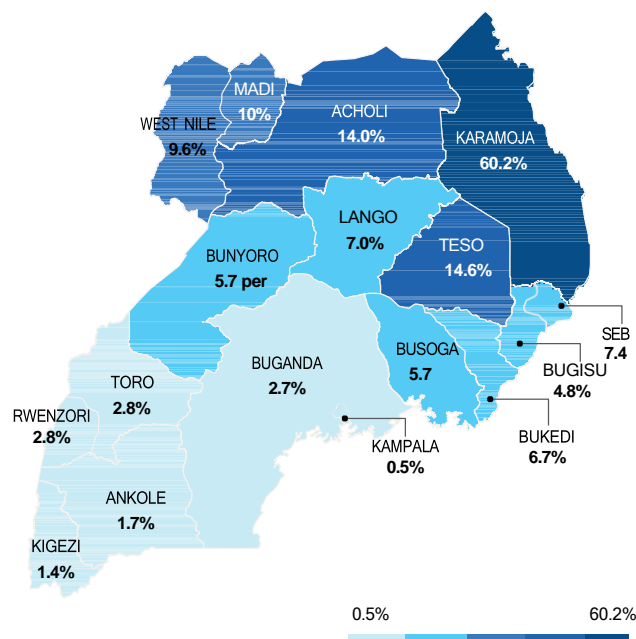 MADI
10%
ACHOLI
14.0%
WEST NILE
9.6%
KARAMOJA
60.2%
LANGO
7.0%
TESO
14.6%
BUNYORO
5.7 per
SEB
7.4
BUGANDA
2.7%
BUSOGA
5.7
BUGISU
4.8%
TORO
2.8%
RWENZORI
2.8%
KAMPALA
0.5%
BUKEDI
6.7%
ANKOLE
1.7%
KIGEZI
1.4%
0.5% 60.2%